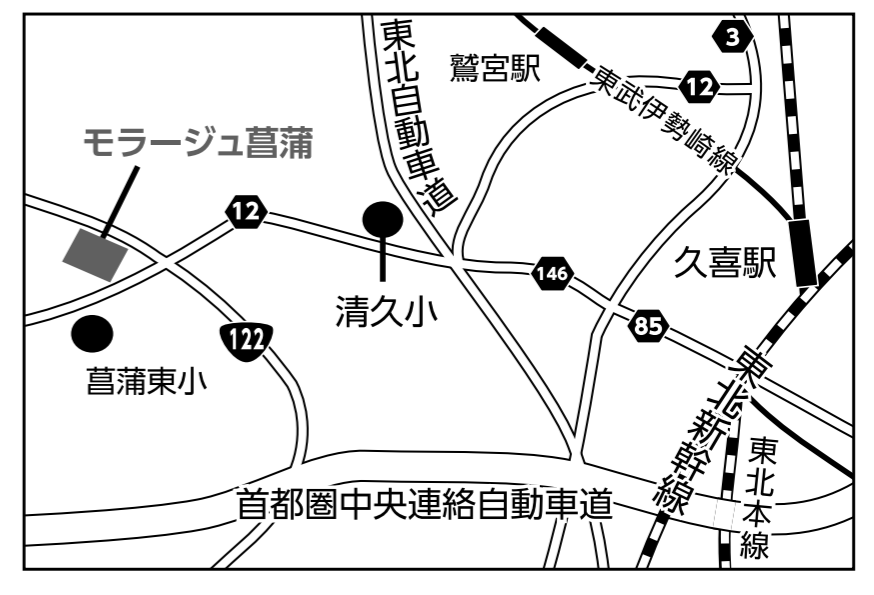 東北自動車道
鷲宮駅
3
12
東武伊勢崎線
モラージュ菖蒲
12
清久小
146
久喜駅
85
122
菖蒲東小
東北新幹線
東北本線
首都圏中央連絡自動車道